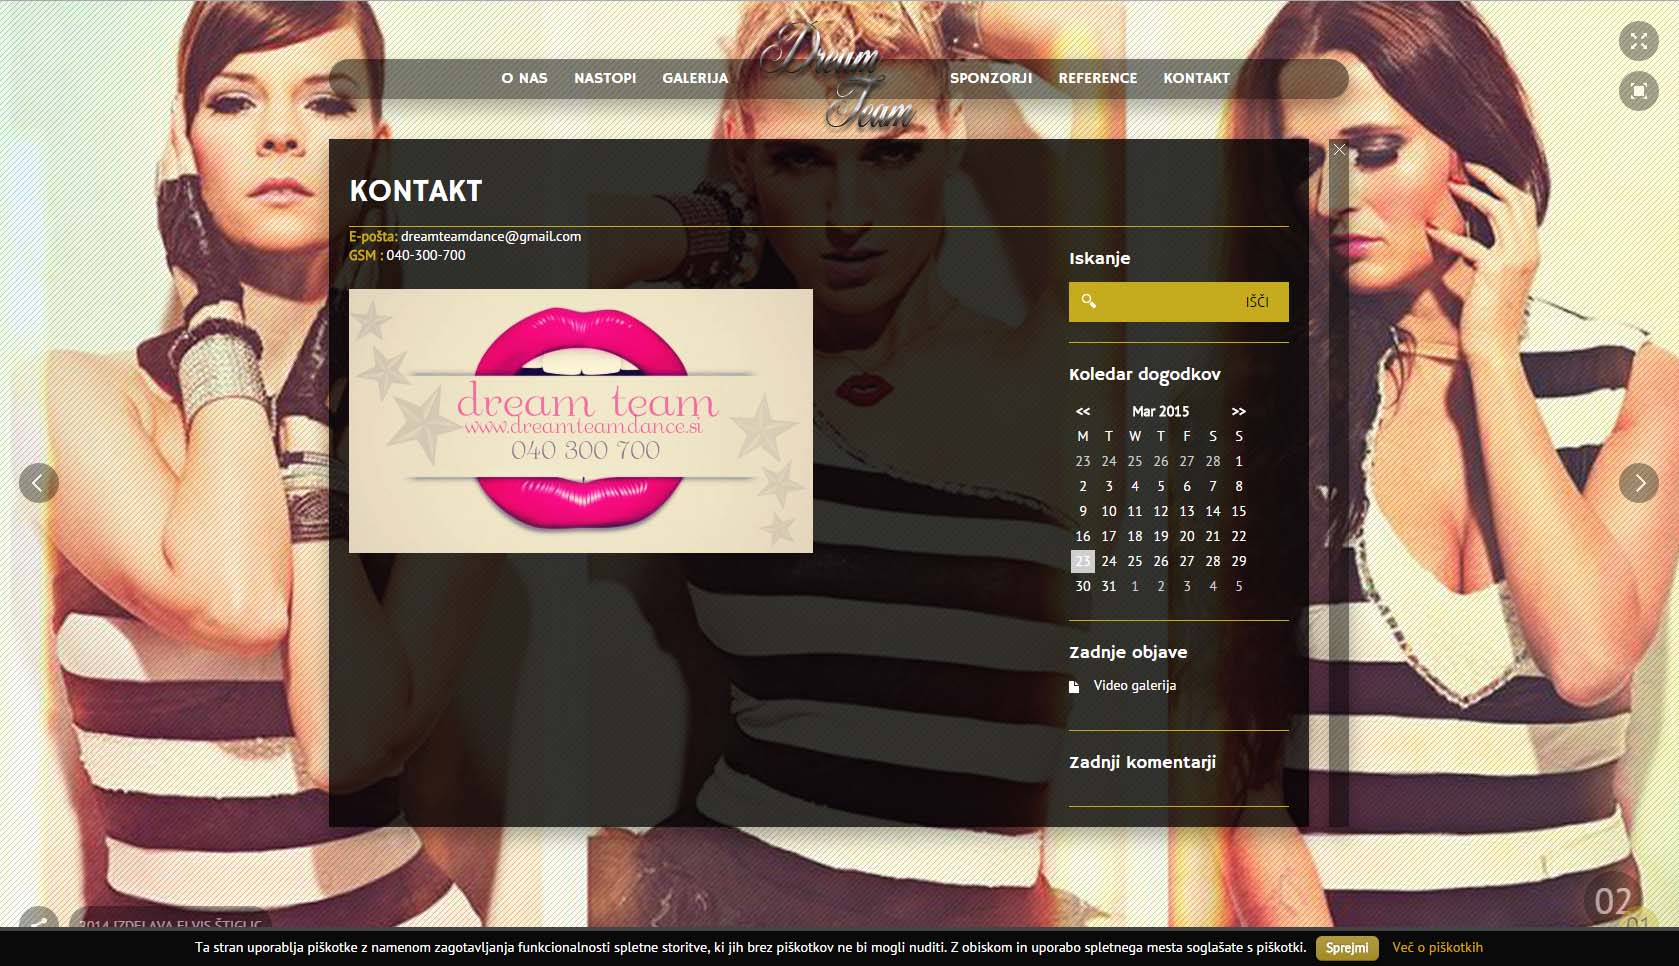 Dream
Team
O NAS NASTOPI GALERIJA SPONZORJI REFERENCE KONTAKT
KONTAKT
E-pošta: dreamteamdance@gmail.com
GSM : 040-300-700
dream team
www.dreamteamdance.si
040 300 700
Iskanje
IŠČI
Koledar dogodkov
<< Mar 2015 >>
M T W T F S S
23 24 25 26 27 28 1
2 3 4 5 6 7 8
9 10 11 12 13 14 15
16 17 18 19 20 21 22
23 24 25 26 27 28 29
30 31 1 2 3 4 5
Zadnje objave
Video galerija
Zadnji komentarji
02
01
2014 IZDELAVA ELVIS ŠTIGLIC
Ta stran uporablja piškotke z namenom zagotavljanja funkcionalnosti spletne storitve, ki jih brez piškotkov ne bi mogli nuditi. Z obiskom in uporabo spletnega mesta soglašate s piškotki. Sprejmi Več o piškotkih